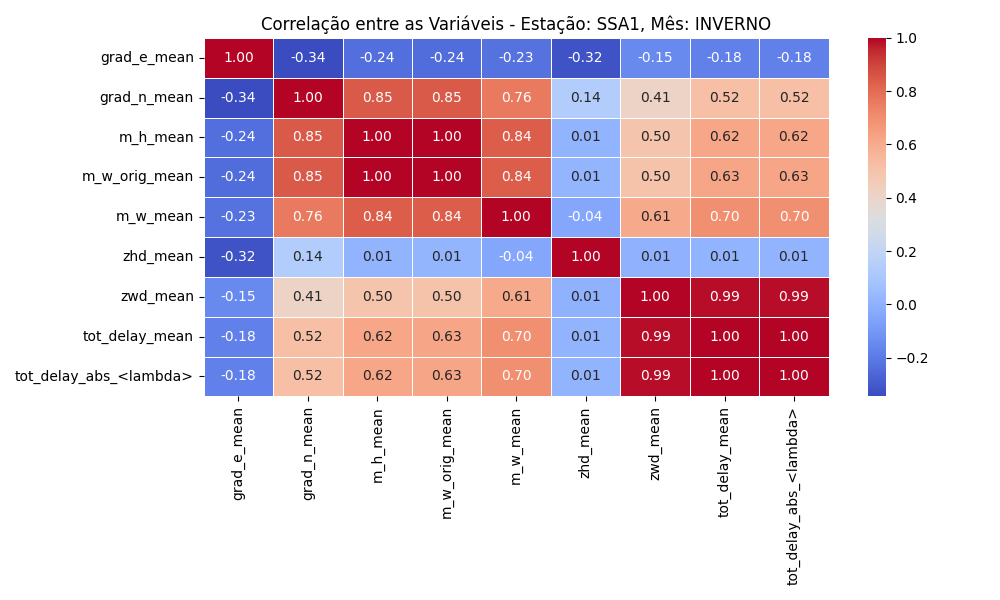 Correlação entre as Variáveis - Estação: SSA1, Mês: INVERNO
grad_e_mean 1.00 -0.34 -0.24 -0.24 -0.23 -0.32 -0.15 -0.18 -0.18
grad_n_mean -0.34 1.00 0.85 0.85 0.76 0.14 0.41 0.52 0.52
m_h_mean -0.24 0.85 1.00 1.00 0.84 0.01 0.50 0.62 0.62
m_w_orig_mean -0.24 0.85 1.00 1.00 0.84 0.01 0.50 0.63 0.63
m_w_mean -0.23 0.76 0.84 0.84 1.00 -0.04 0.61 0.70 0.70
zhd_mean -0.32 0.14 0.01 0.01 -0.04 1.00 0.01 0.01 0.01
zwd_mean -0.15 0.41 0.50 0.50 0.61 0.01 1.00 0.99 0.99
tot_delay_mean -0.18 0.52 0.62 0.63 0.70 0.01 0.99 1.00 1.00
tot_delay_abs_<lambda> -0.18 0.52 0.62 0.63 0.70 0.01 0.99 1.00 1.00
grad_e_mean
grad_n_mean
m_h_mean
m_w_orig_mean
m_w_mean
zhd_mean
zwd_mean
tot_delay_mean
tot_delay_abs_<lambda>
1.0
0.8
0.6
0.4
0.2
0.0
−0.2